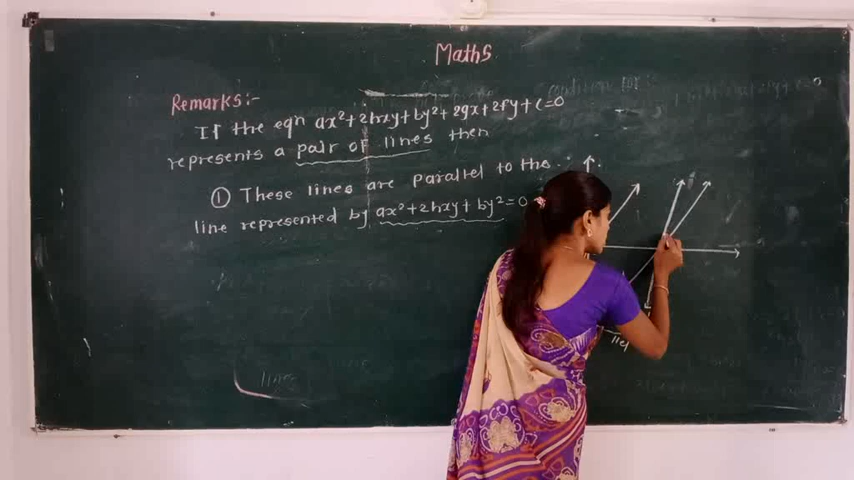 Maths
Remarks:-
If the eqn ax²+2hxy+by²+2gx+2fy+c=0
represents a pair of lines then
① These lines are parallel to the
line represented by ax²+2hxy+by²=0
lines